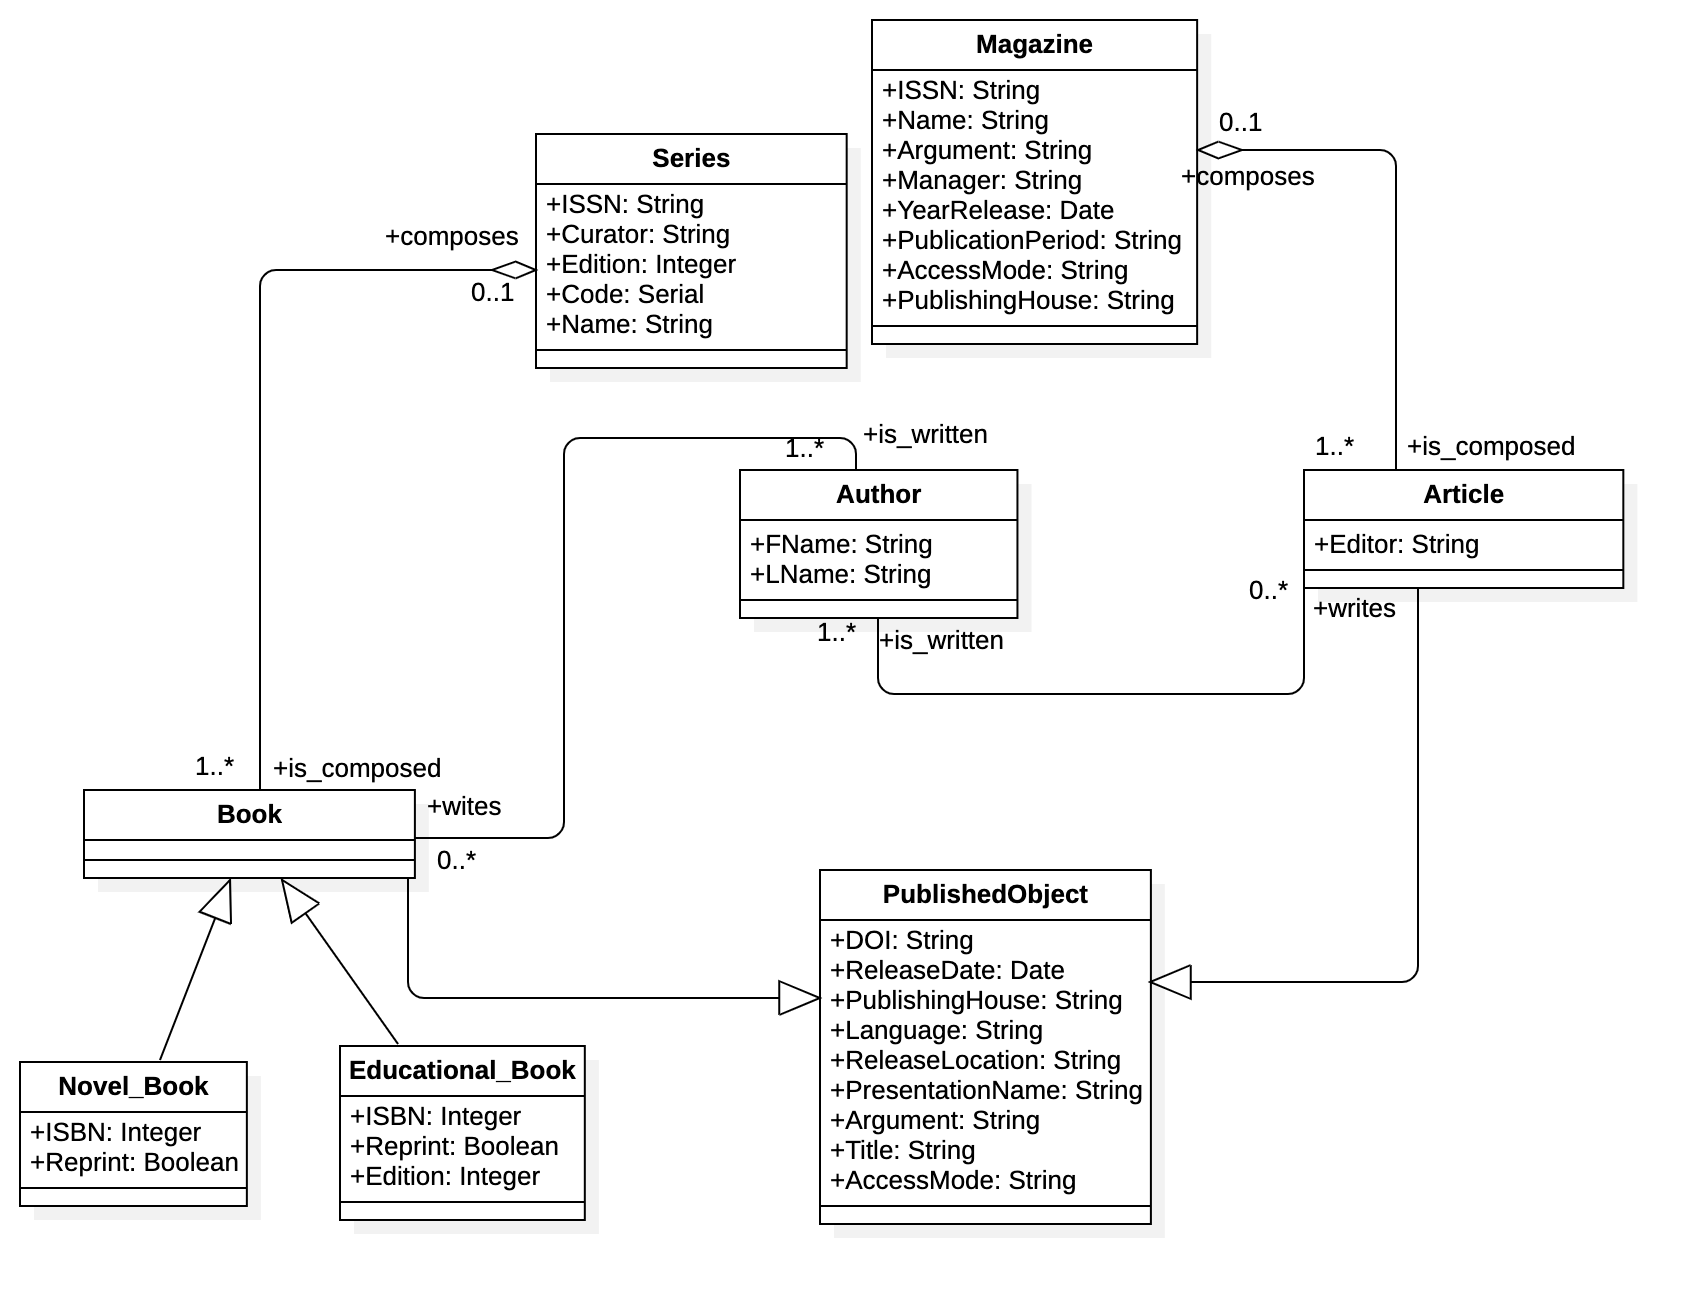 Magazine
+ISSN: String
+Name: String
+Argument: String
+Manager: String
+YearRelease: Date
+PublicationPeriod: String
+AccessMode: String
+PublishingHouse: String
0..1
+composes
Series
+ISSN: String
+Curator: String
+Edition: Integer
+Code: Serial
+Name: String
+composes
0..1
1..*
+is_written
Author
+FName: String
+LName: String
1..*
+is_written
1..*
+is_composed
Article
+Editor: String
0..*
+writes
1..*
+is_composed
Book
+wites
0..*
PublishedObject
+DOI: String
+ReleaseDate: Date
+PublishingHouse: String
+Language: String
+ReleaseLocation: String
+PresentationName: String
+Argument: String
+Title: String
+AccessMode: String
Novel_Book
+ISBN: Integer
+Reprint: Boolean
Educational_Book
+ISBN: Integer
+Reprint: Boolean
+Edition: Integer